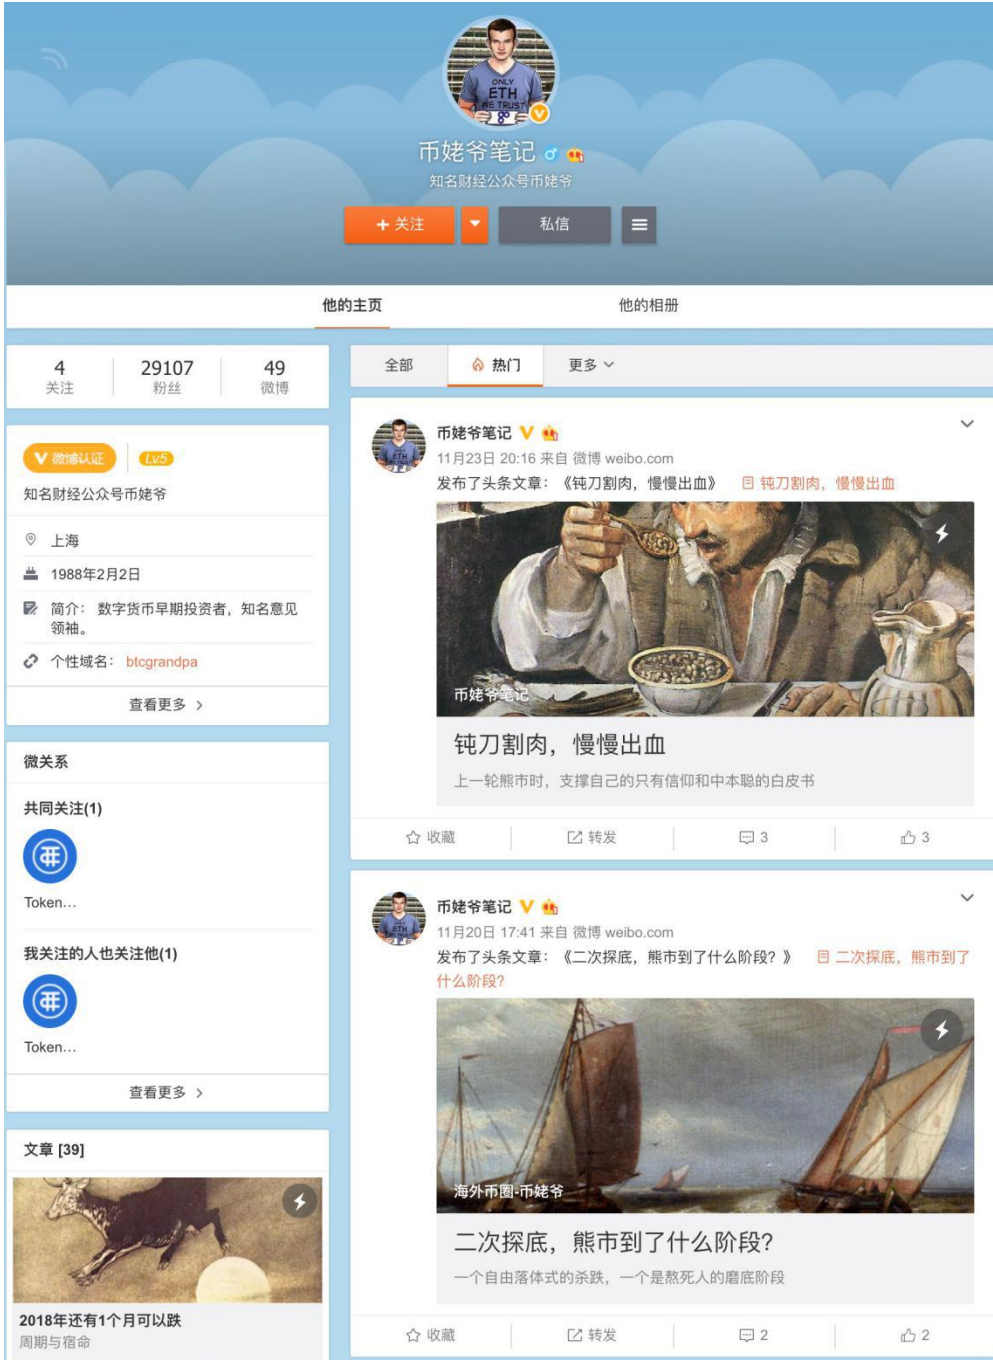 ONLY
ETH
WE TRUST
币姥爷笔记
知名财经公众号币姥爷
+ 关注
私信
他的主页
他的相册
4
关注
29107
粉丝
49
微博
V 微博认证
Lv5
知名财经公众号币姥爷
上海
1988年2月2日
简介： 数字货币早期投资者，知名意见
领袖。
个性域名： btcgrandpa
查看更多 >
微关系
共同关注(1)
Token...
我关注的人也关注他(1)
Token...
查看更多 >
文章 [39]
2018年还有1个月可以跌
周期与宿命
全部
热门
更多
币姥爷笔记
11月23日 20:16 来自 微博 weibo.com
发布了头条文章：《钝刀割肉，慢慢出血》 钝刀割肉，慢慢出血
币姥爷笔记
钝刀割肉，慢慢出血
上一轮熊市时，支撑自己的只有信仰和中本聪的白皮书
收藏
转发
3
3
币姥爷笔记
11月20日 17:41 来自 微博 weibo.com
发布了头条文章：《二次探底，熊市到了什么阶段？》 二次探底，熊市到了
什么阶段?
海外币圈-币姥爷
二次探底，熊市到了什么阶段?
一个自由落体式的杀跌，一个是熬死人的磨底阶段
收藏
转发
2
2